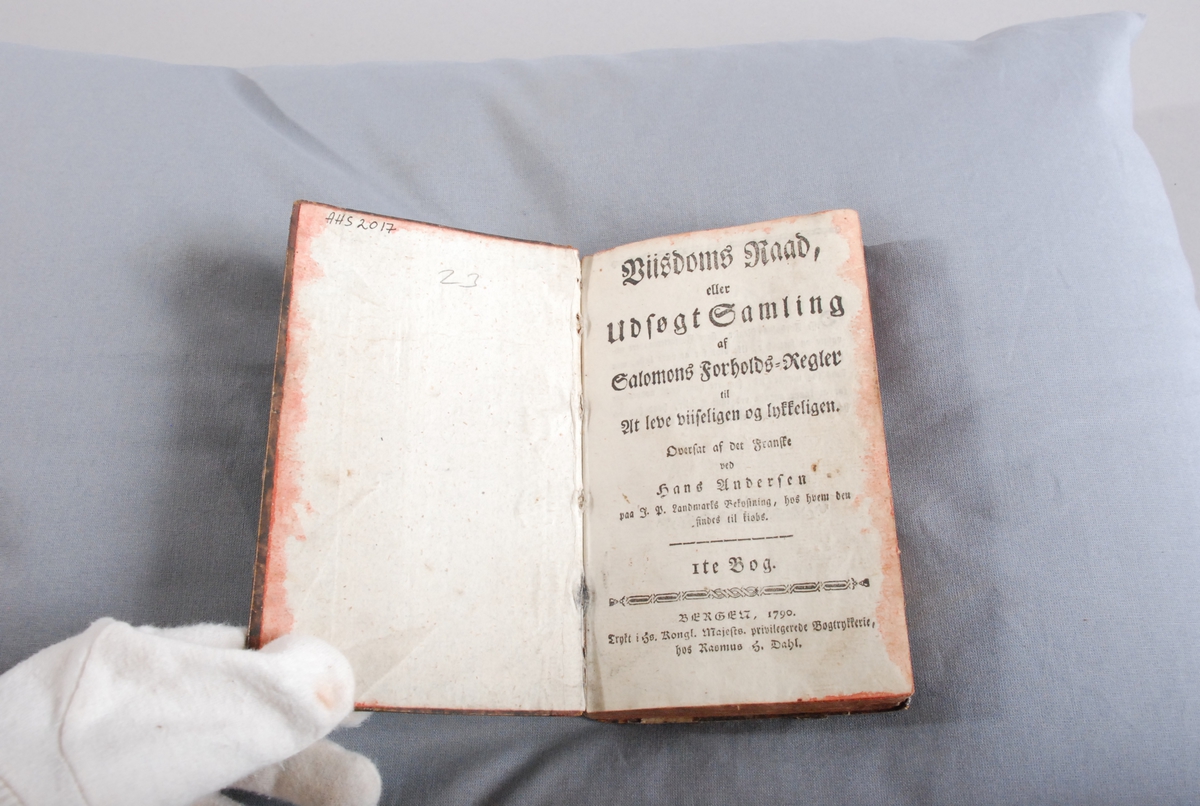 AHS 2017
23.
Viisdoms Raad,
eller
Udsøgt Samling
af
Salomons Forholds-Regler
til
At leve viiseligen og lykkeligen.
Oversat af det Franske
ved
Hans Andersen
paa J. P. Landmarks Bekostning, hos hvem den
findes til kiøbs.
1te Bog.
BERGEN, 1790.
Trykt i Hs. Kongl. Majests. privilegerede Bogtrykkerie,
hos Rasmus H. Dahl.